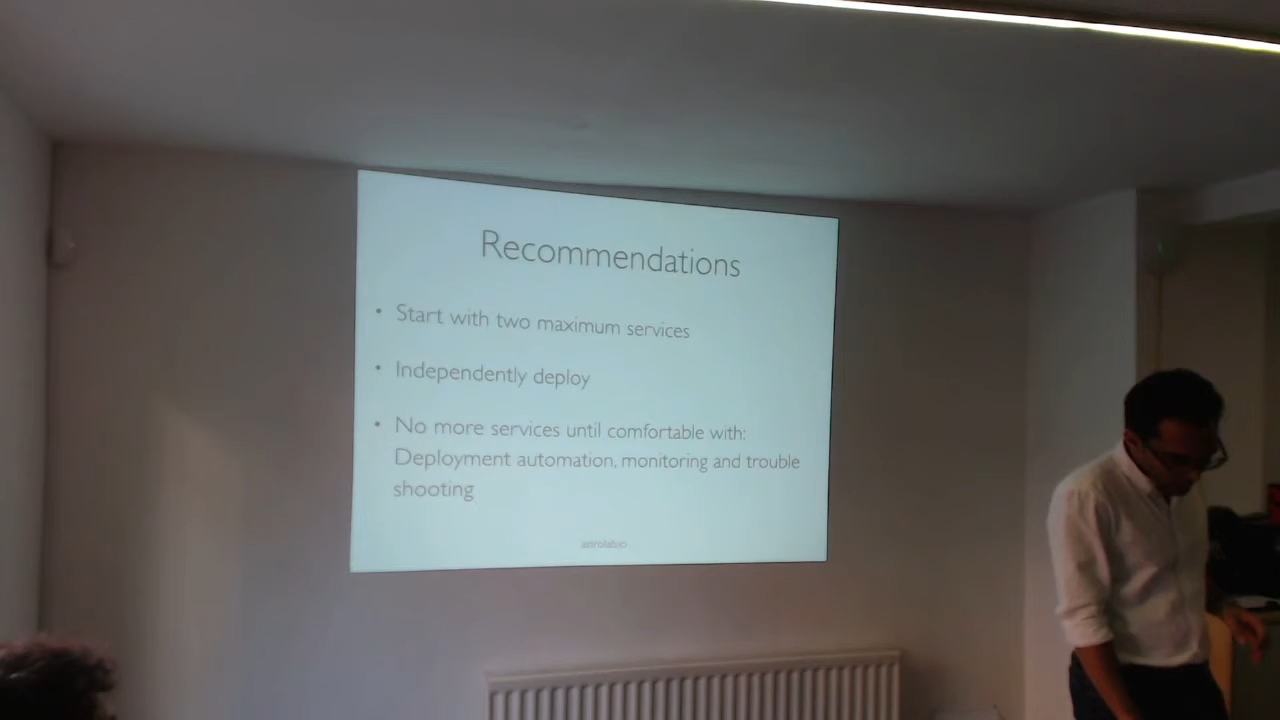 Recommendations
• Start with two maximum services
• Independently deploy
• No more services until comfortable with:
Deployment automation, monitoring and trouble
shooting